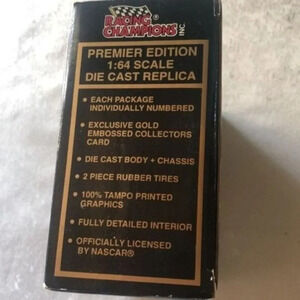 RACING
CHAMPIONS
INC.
PREMIER EDITION
1:64 SCALE
DIE CAST REPLICA
• EACH PACKAGE
INDIVIDUALLY NUMBERED
• EXCLUSIVE GOLD
EMBOSSED COLLECTORS
CARD
• DIE CAST BODY + CHASSIS
• 2 PIECE RUBBER TIRES
• 100% TAMPO PRINTED
GRAPHICS
• FULLY DETAILED INTERIOR
• OFFICIALLY LICENSED
BY NASCAR®